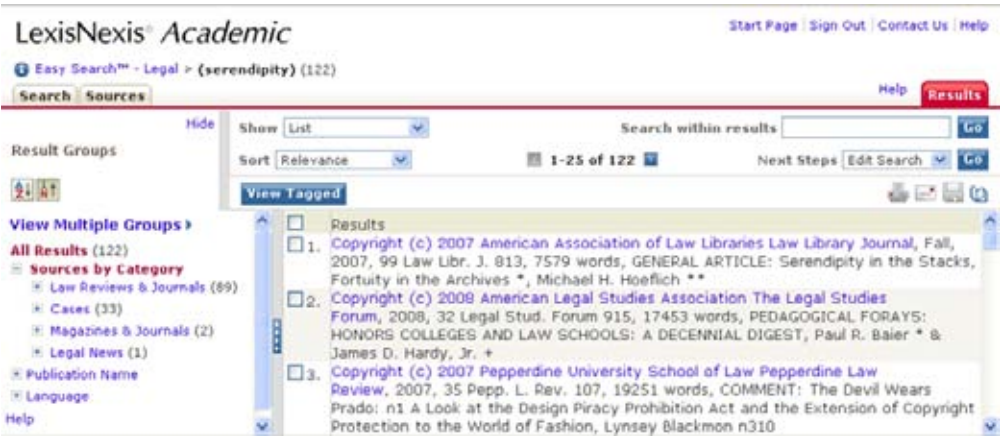 LexisNexis® Academic
Start Page | Sign Out | Contact Us | Help
Easy Search™ - Legal > (serendipity) (122)
Search Sources
Help Results
Hide
Result Groups
View Multiple Groups
All Results (122)
Sources by Category
Law Reviews & Journals (89)
Cases (33)
Magazines & Journals (2)
Legal News (1)
Publication Name
Language
Help
Show List
Search within results Go
Sort Relevance
1-25 of 122
Next Steps Edit Search Go
View Tagged
Results
1. Copyright (c) 2007 American Association of Law Libraries Law Library Journal, Fall,
2007, 99 Law Libr. J. 813, 7579 words, GENERAL ARTICLE: Serendipity in the Stacks,
Fortuity in the Archives *, Michael H. Hoeflich **
2. Copyright (c) 2008 American Legal Studies Association The Legal Studies
Forum, 2008, 32 Legal Stud. Forum 915, 17453 words, PEDAGOGICAL FORAYS:
HONORS COLLEGES AND LAW SCHOOLS: A DECENNIAL DIGEST, Paul R. Baier * &
James D. Hardy, Jr. +
3. Copyright (c) 2007 Pepperdine University School of Law Pepperdine Law
Review, 2007, 35 Pepp. L. Rev. 107, 19251 words, COMMENT: The Devil Wears
Prado: n1 A Look at the Design Piracy Prohibition Act and the Extension of Copyright
Protection to the World of Fashion, Lynsey Blackmon n310